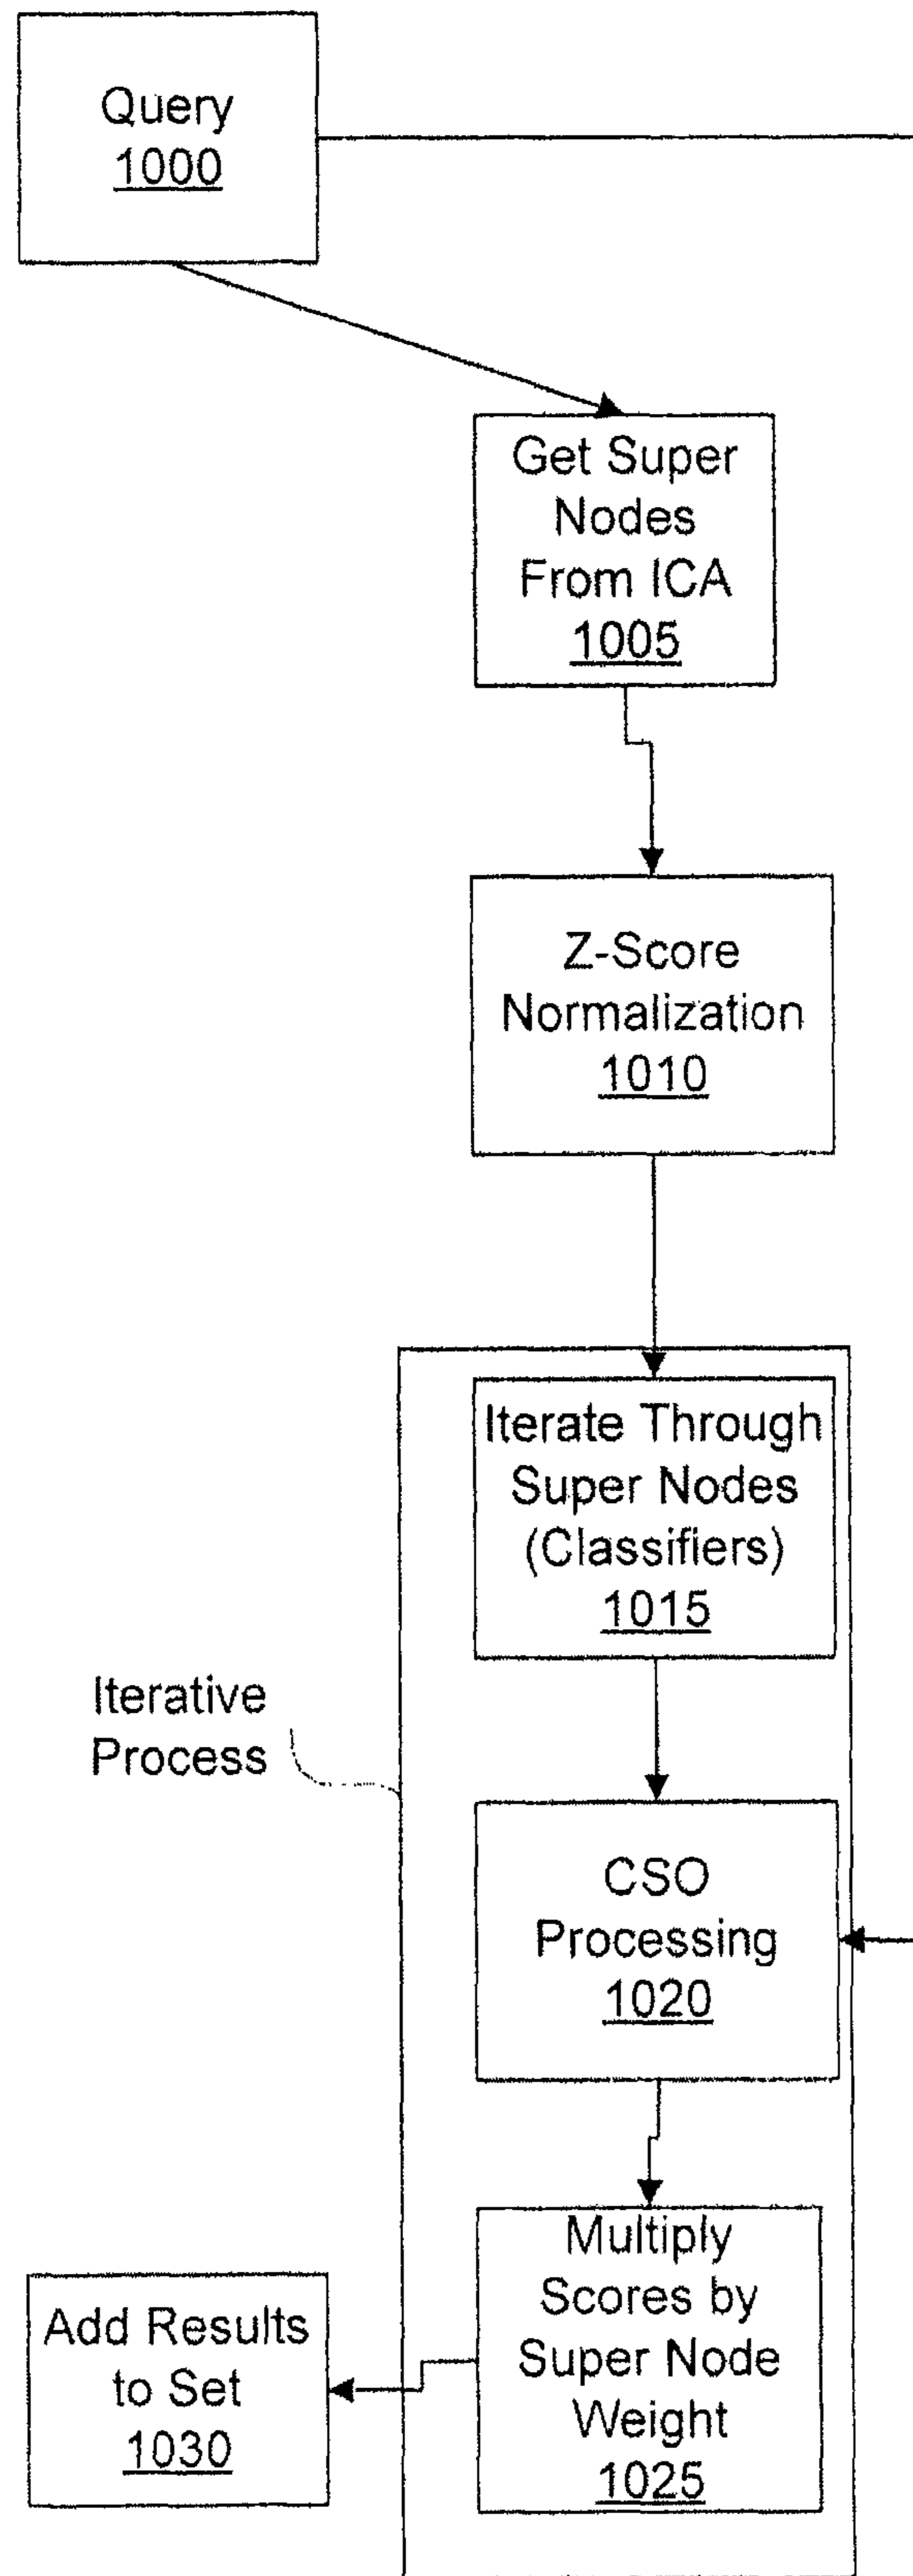 Query
1000
Get Super
Nodes
From ICA
1005
Z-Score
Normalization
1010
Iterate Through
Super Nodes
(Classifiers)
1015
Iterative
Process
CSO
Processing
1020
Multiply
Scores by
Super Node
Weight
1025
Add Results
to Set
1030